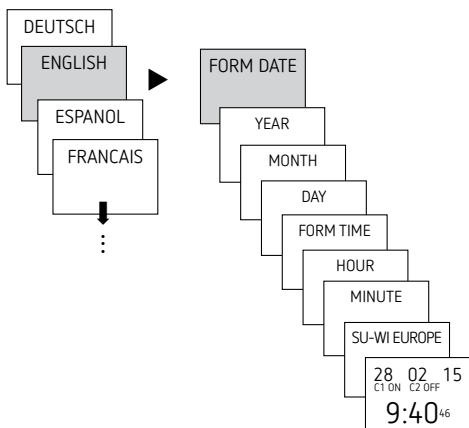 DEUTSCH
ENGLISH
ESPANOL
FRANCAIS
FORM DATE
YEAR
MONTH
DAY
FORM TIME
HOUR
MINUTE
SU-WI EUROPE
28 02 15
C1 ON C2 OFF
9:40 46